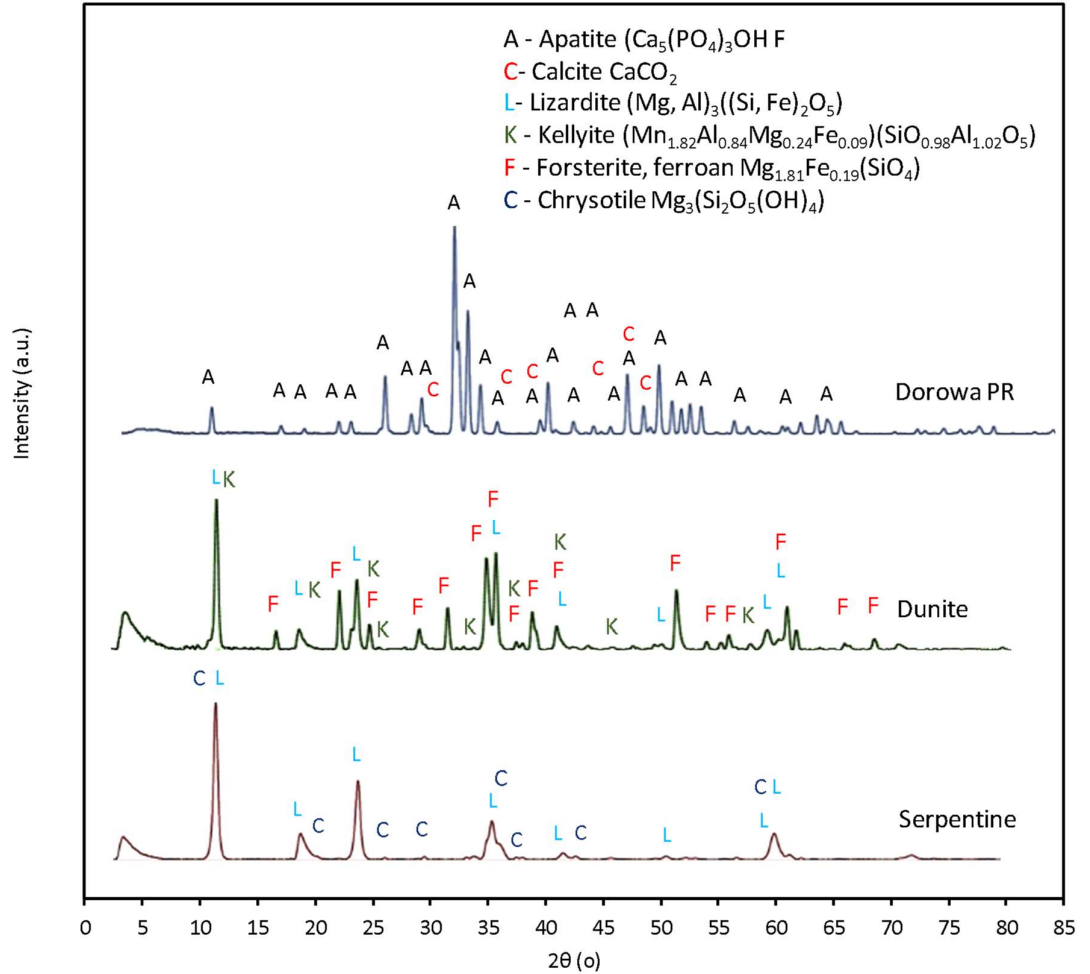 A - Apatite (Ca5(PO4)3OH F
C- Calcite CaCO2
L- Lizardite (Mg, Al)3((Si, Fe)2O5)
K - Kellyite (Mn1.82Al0.84Mg0.24Fe0.09)(SiO0.98Al1.02O5)
F - Forsterite, ferroan Mg1.81Fe0.19(SiO4)
C - Chrysotile Mg3(Si2O5(OH)4)
A
A
A A
C
A A A
A A A A C C A A
C C C
A A A A A A A A A A A A A A
Dorowa PR
Intensity (a.u.)
L K
F
F L K
L K F F F
F L K F K F F L
F L K F F K F L L F F K L F F
K K K
Dunite
C L
L
C
L L C L
L C C C C L C L L
Serpentine
0 5 10 15 20 25 30 35 40 45 50 55 60 65 70 75 80 85
2θ (o)